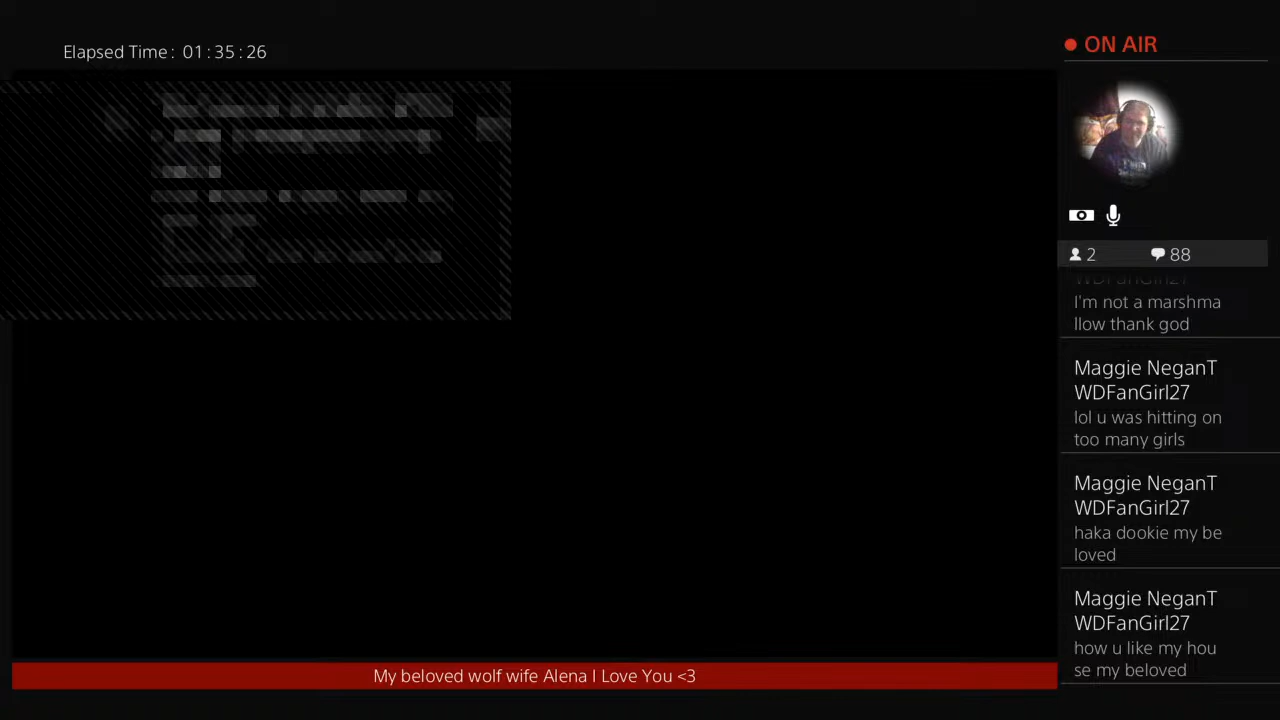 Elapsed Time: 01:35:26
ON AIR
2 88
WDFanGirl27
I'm not a marshma
llow thank god
Maggie NeganT
WDFanGirl27
lol u was hitting on
too many girls
Maggie NeganT
WDFanGirl27
haka dookie my be
loved
Maggie NeganT
WDFanGirl27
how u like my hou
se my beloved
My beloved wolf wife Alena I Love You <3